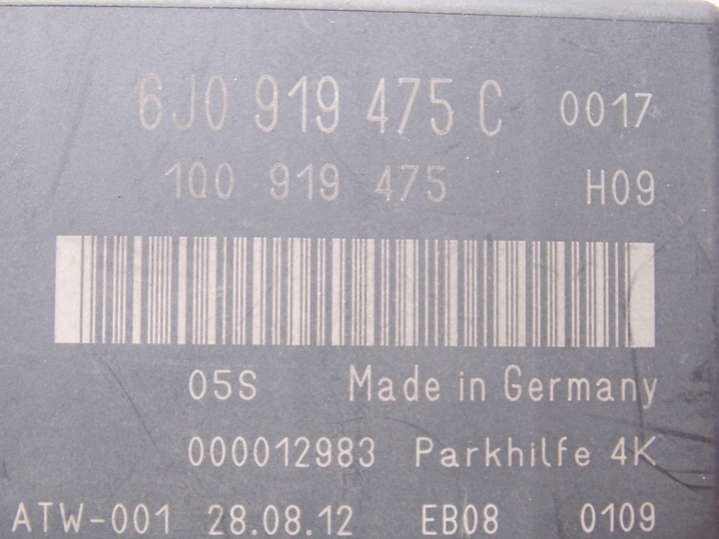 6J0 919 475 C 0017
1Q0 919 475 H09
05S Made in Germany
000012983 Parkhilfe 4K
ATW-001 28.08.12 EB08 0109